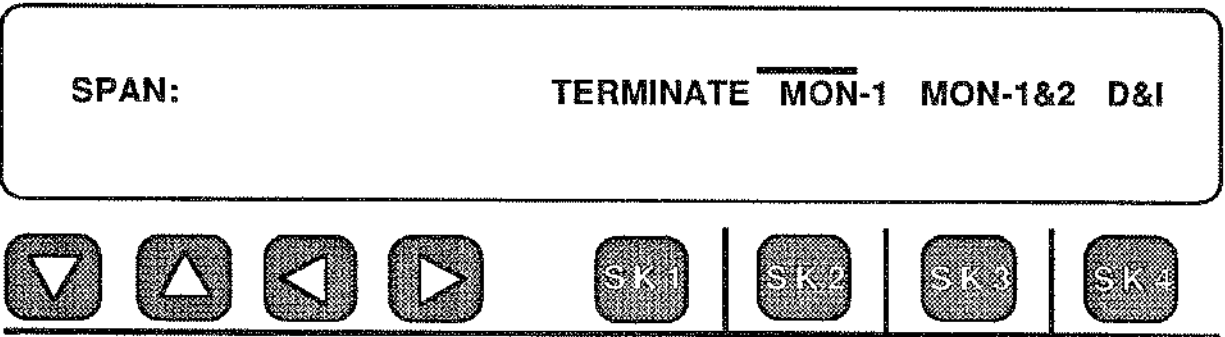 SPAN: TERMINATE MON-1 MON-1&2 D&I
SK1 SK2 SK3 SK4